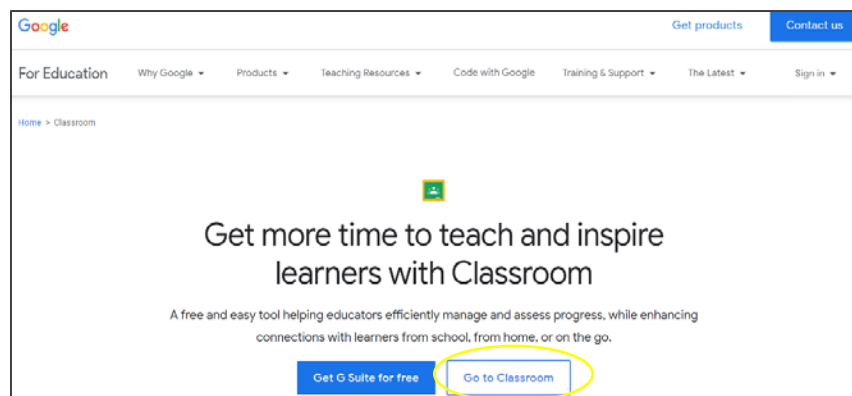 Google
Get products
Contact us
For Education
Why Google
Products
Teaching Resources
Code with Google
Training & Support
The Latest
Sign in
Home > Classroom
Get more time to teach and inspire
learners with Classroom
A free and easy tool helping educators efficiently manage and assess progress, while enhancing
connections with learners from school, from home, or on the go.
Get G Suite for free
Go to Classroom